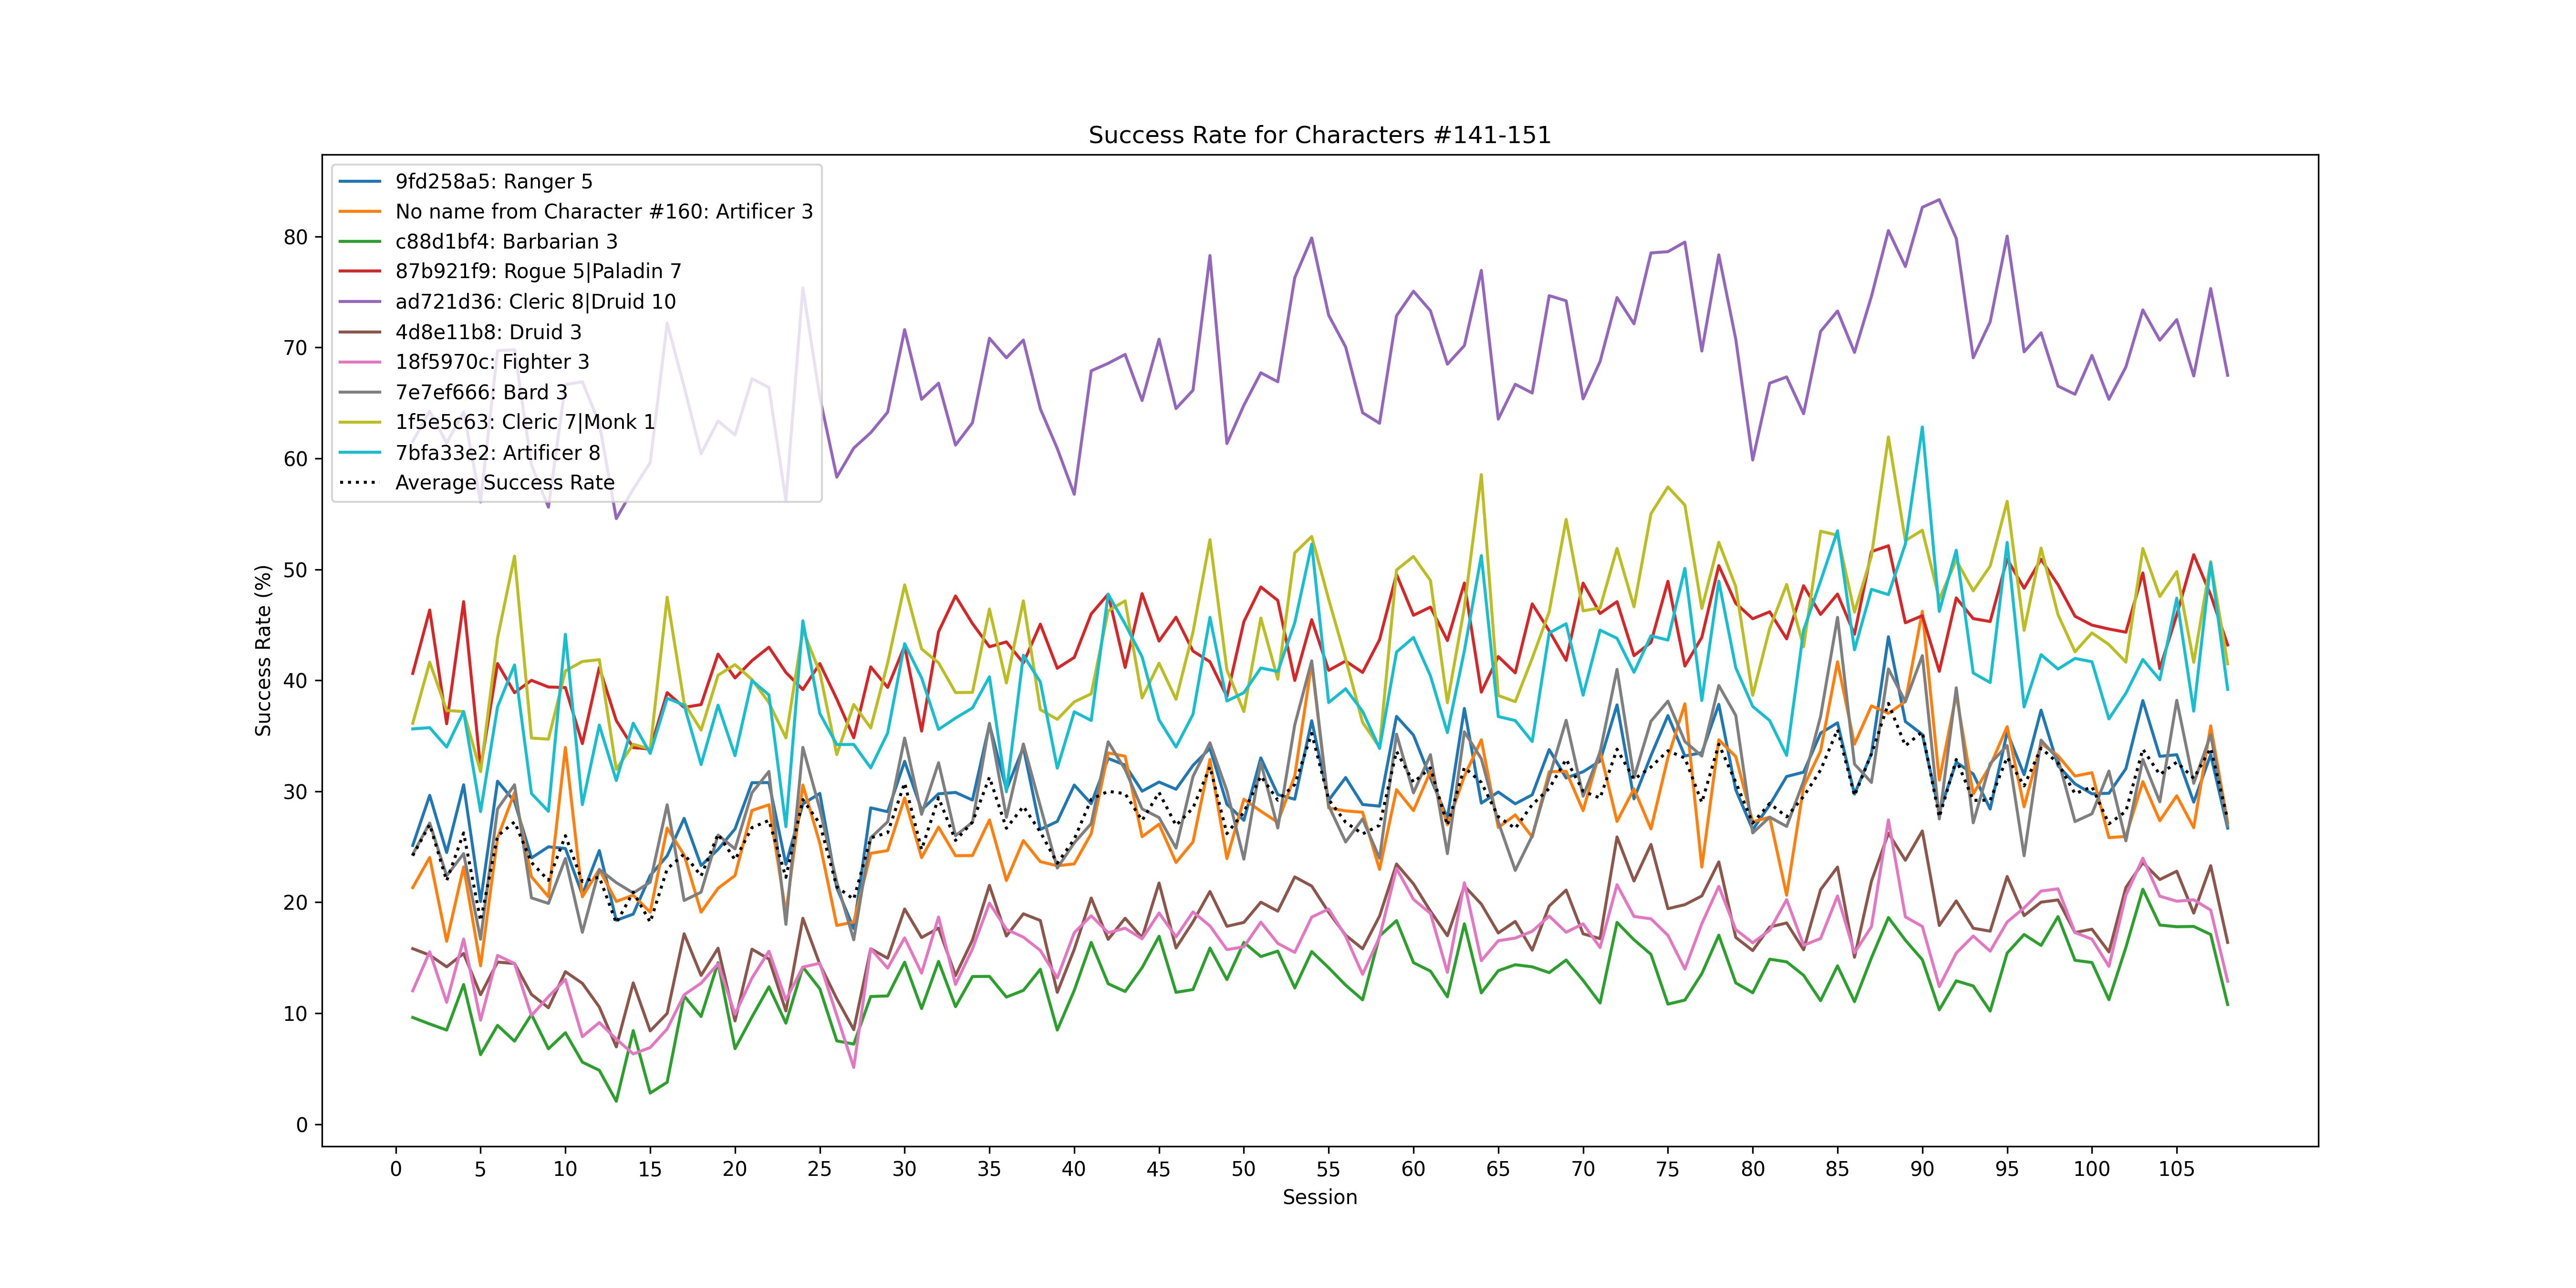 Success Rate for Characters #141-151
9fd258a5: Ranger 5
No name from Character #160: Artificer 3
c88d1bf4: Barbarian 3
87b921f9: Rogue 5|Paladin 7
ad721d36: Cleric 8|Druid 10
4d8e11b8: Druid 3
18f5970c: Fighter 3
7e7ef666: Bard 3
1f5e5c63: Cleric 7|Monk 1
7bfa33e2: Artificer 8
Average Success Rate
Success Rate (%)
80
70
60
50
40
30
20
10
0
0 5 10 15 20 25 30 35 40 45 50 55 60 65 70 75 80 85 90 95 100 105
Session